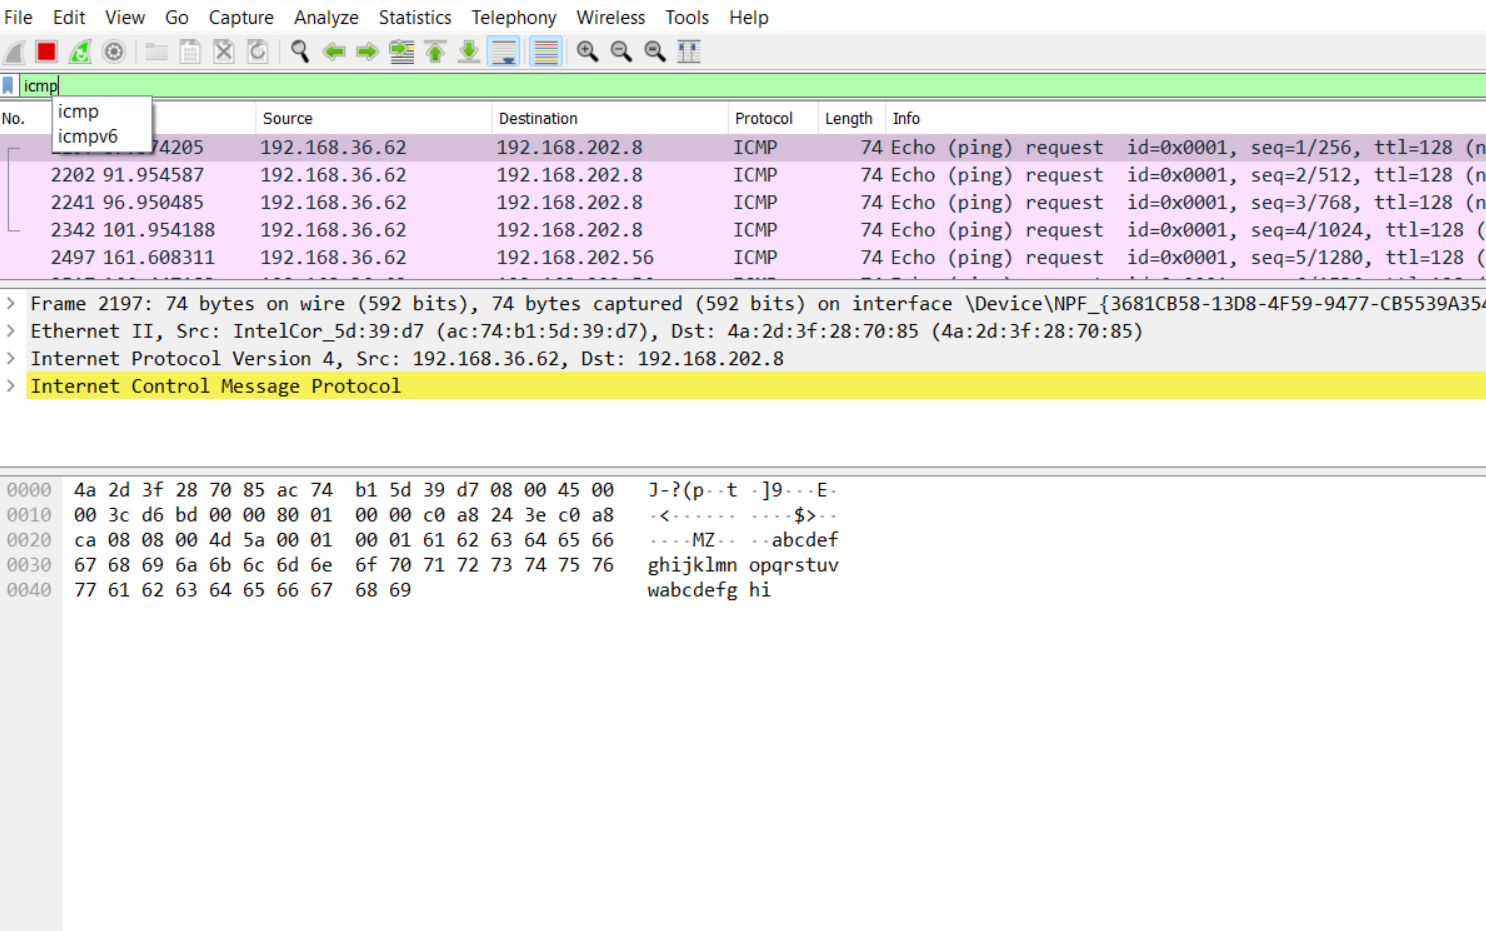 File Edit View Go Capture Analyze Statistics Telephony Wireless Tools Help
icmp
icmp
icmpv6
No. Source Destination Protocol Length Info
74205 192.168.36.62 192.168.202.8 ICMP 74 Echo (ping) request id=0x0001, seq=1/256, ttl=128 (n
2202 91.954587 192.168.36.62 192.168.202.8 ICMP 74 Echo (ping) request id=0x0001, seq=2/512, ttl=128 (n
2241 96.950485 192.168.36.62 192.168.202.8 ICMP 74 Echo (ping) request id=0x0001, seq=3/768, ttl=128 (n
2342 101.954188 192.168.36.62 192.168.202.8 ICMP 74 Echo (ping) request id=0x0001, seq=4/1024, ttl=128 (
2497 161.608311 192.168.36.62 192.168.202.56 ICMP 74 Echo (ping) request id=0x0001, seq=5/1280, ttl=128 (
Frame 2197: 74 bytes on wire (592 bits), 74 bytes captured (592 bits) on interface \Device\NPF_{3681CB58-13D8-4F59-9477-CB5539A354
Ethernet II, Src: IntelCor_5d:39:d7 (ac:74:b1:5d:39:d7), Dst: 4a:2d:3f:28:70:85 (4a:2d:3f:28:70:85)
Internet Protocol Version 4, Src: 192.168.36.62, Dst: 192.168.202.8
Internet Control Message Protocol
0000 4a 2d 3f 28 70 85 ac 74 b1 5d 39 d7 08 00 45 00 J-?(p··t ·]9···E·
0010 00 3c d6 bd 00 00 80 01 00 00 c0 a8 24 3e c0 a8 ·<······ ····$>··
0020 ca 08 08 00 4d 5a 00 01 00 01 61 62 63 64 65 66 ····MZ·· ··abcdef
0030 67 68 69 6a 6b 6c 6d 6e 6f 70 71 72 73 74 75 76 ghijklmn opqrstuv
0040 77 61 62 63 64 65 66 67 68 69 wabcdefg hi